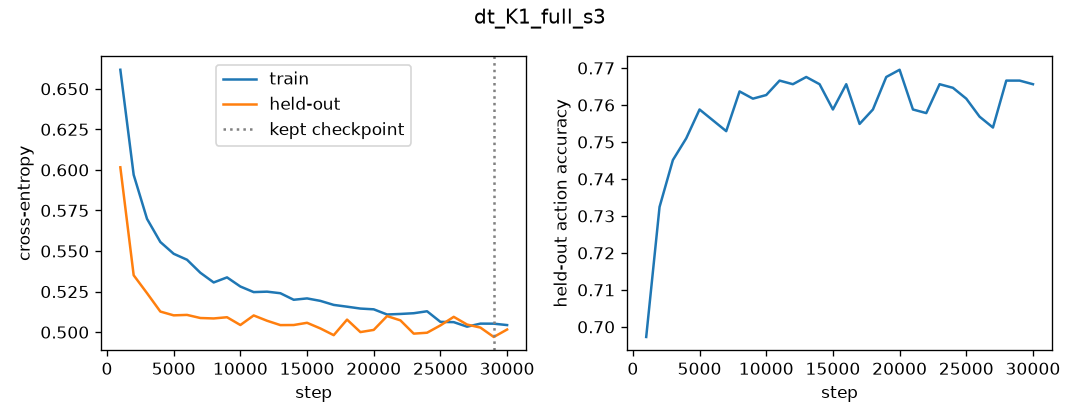 dt_K1_full_s3
train
held-out
kept checkpoint
cross-entropy
0.650
0.625
0.600
0.575
0.550
0.525
0.500
0 5000 10000 15000 20000 25000 30000
step
held-out action accuracy
0.77
0.76
0.75
0.74
0.73
0.72
0.71
0.70
0 5000 10000 15000 20000 25000 30000
step